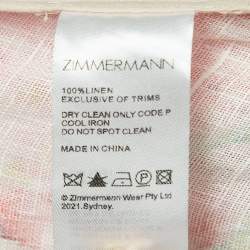 ZIMMERMANN
100%LINEN
EXCLUSIVE OF TRIMS
DRY CLEAN ONLY CODE P
COOL IRON
DO NOT SPOT CLEAN
MADE IN CHINA
© Zimmermann Wear Pty Ltd
2021. Sydney.